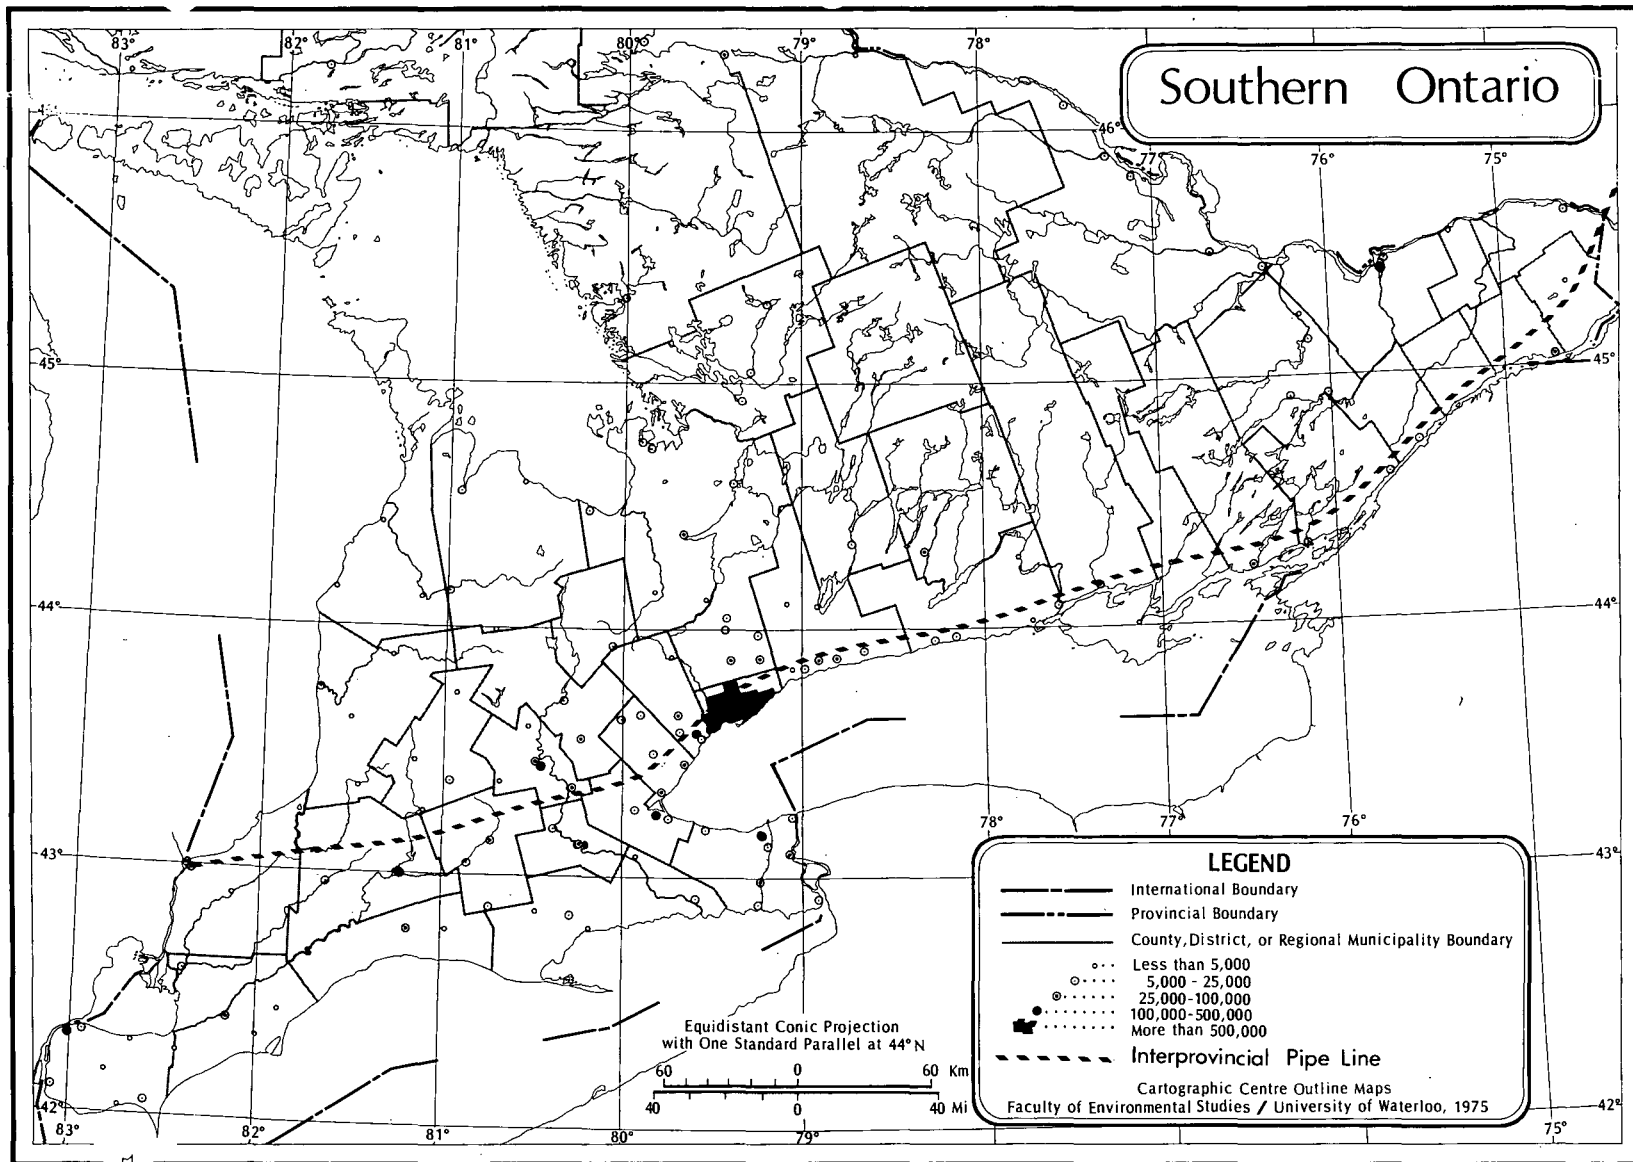 83° 82° 81° 80° 79° 78°
Southern Ontario
46°
77° 76° 75°
45° 45°
44° 44°
78° 77° 76°
43° 43°
LEGEND
International Boundary
Provincial Boundary
County, District, or Regional Municipality Boundary
Less than 5,000
5,000 - 25,000
25,000-100,000
100,000-500,000
More than 500,000
Interprovincial Pipe Line
Cartographic Centre Outline Maps
Faculty of Environmental Studies / University of Waterloo, 1975
Equidistant Conic Projection
with One Standard Parallel at 44° N
60 0 60 Km
40 0 40 Mi
42° 42°
83° 82° 81° 80° 79° 75°